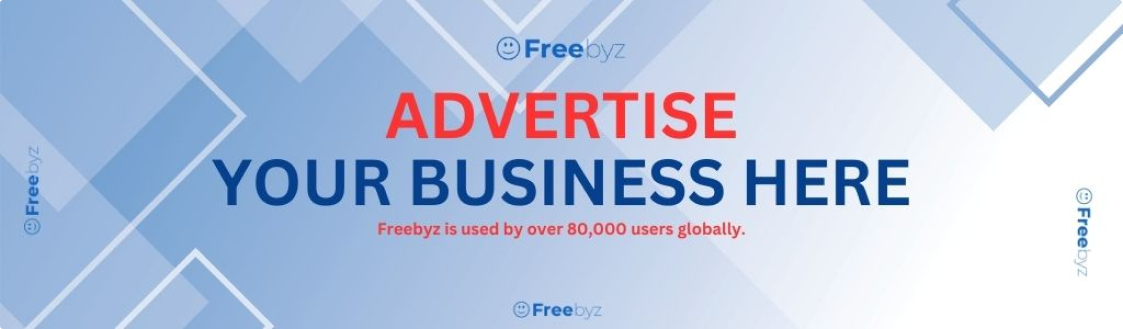 Freebyz
ADVERTISE
YOUR BUSINESS HERE
Freebyz is used by over 80,000 users globally.
Freebyz
Freebyz
Freebyz